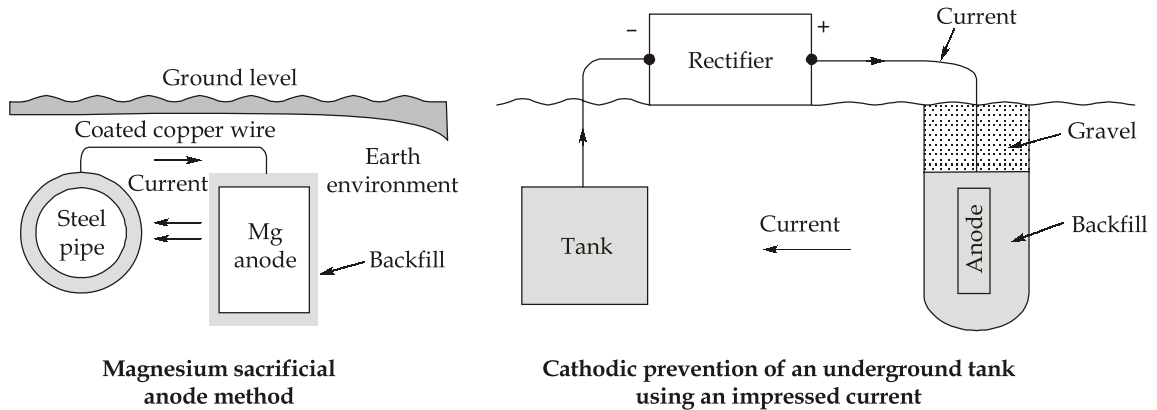 Ground level
Coated copper wire
Current
Earth
environment
Steel
pipe
Mg
anode
Backfill
Magnesium sacrificial
anode method
–
+
Rectifier
Current
Gravel
Tank
Current
Anode
Backfill
Cathodic prevention of an underground tank
using an impressed current